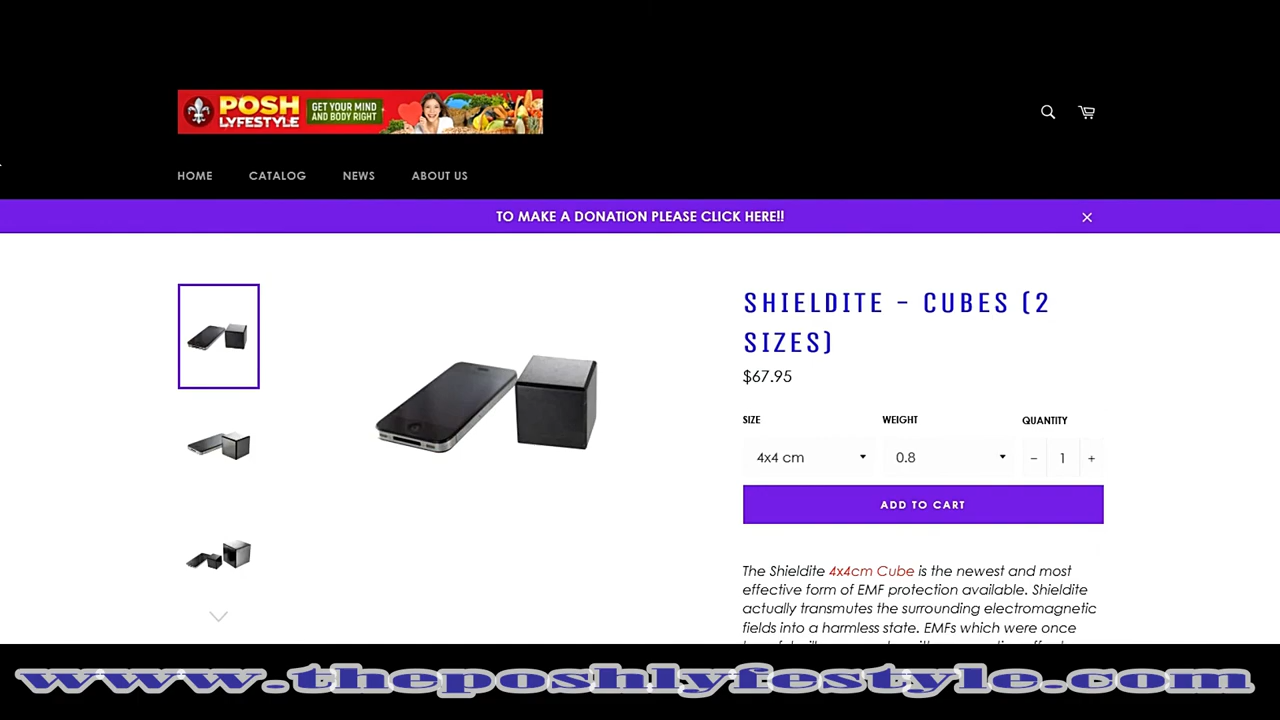 POSH
LYFESTYLE
GET YOUR MIND
AND BODY RIGHT
HOME CATALOG NEWS ABOUT US
TO MAKE A DONATION PLEASE CLICK HERE!!
SHIELDITE - CUBES (2
SIZES)
$67.95
SIZE WEIGHT QUANTITY
4x4 cm 0.8 − 1 +
ADD TO CART
The Shieldite 4x4cm Cube is the newest and most
effective form of EMF protection available. Shieldite
actually transmutes the surrounding electromagnetic
fields into a harmless state. EMFs which were once
www.theposhlyfestyle.com